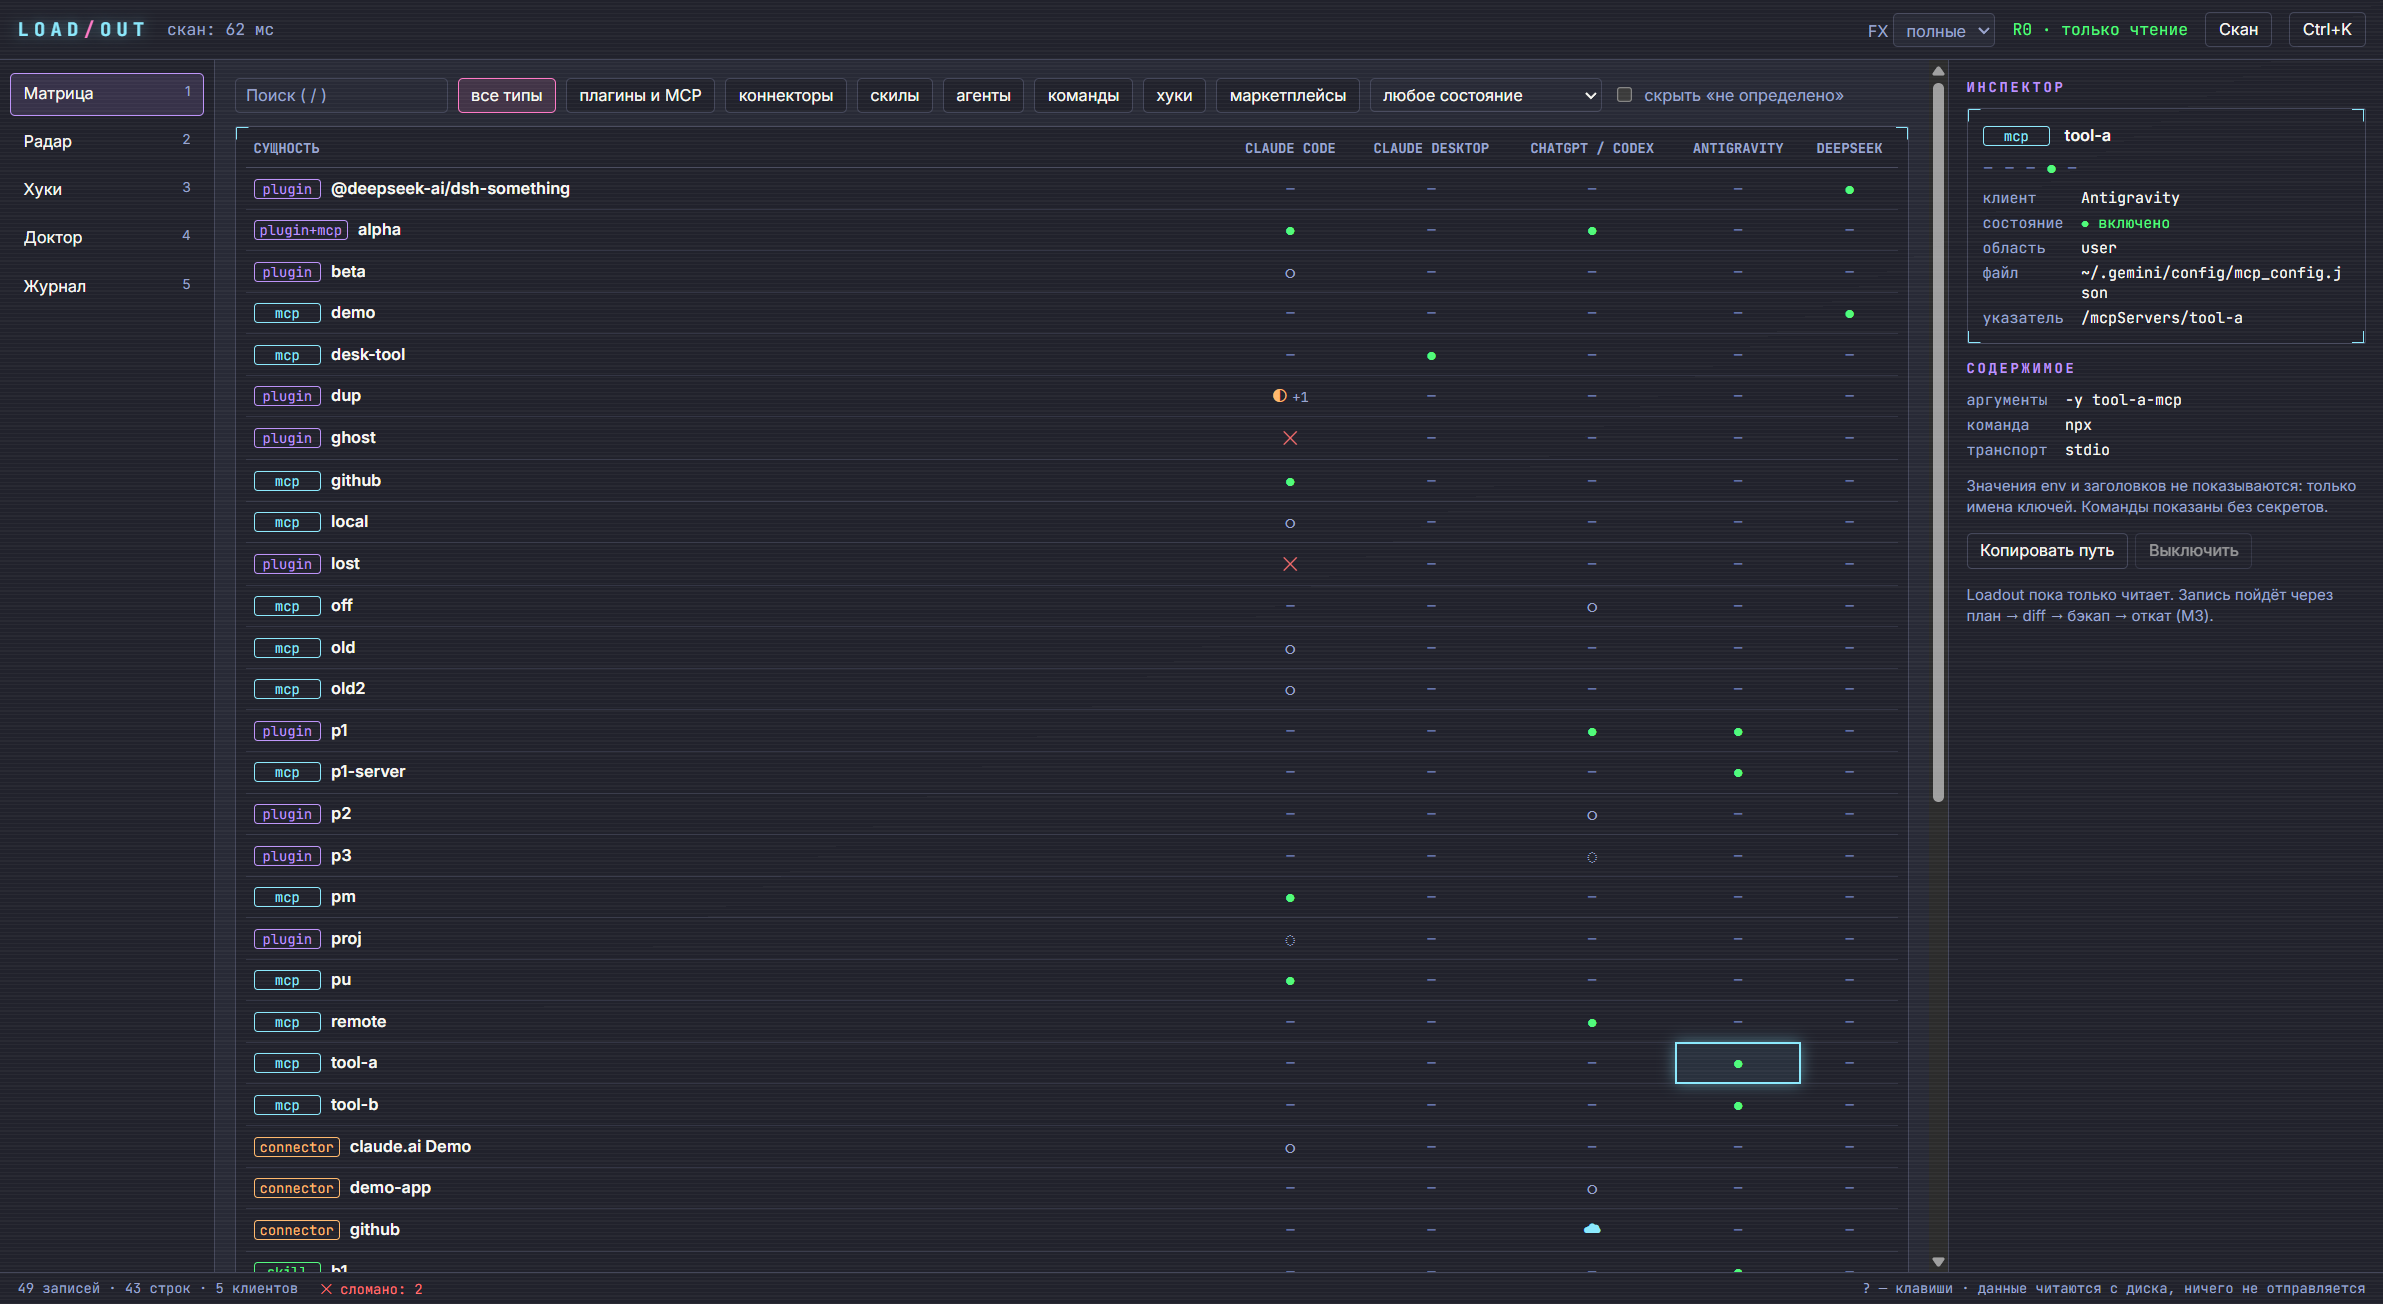 LOAD/OUT скан: 62 мс FX полные R0 · только чтение Скан Ctrl+K
Матрица 1
Радар 2
Хуки 3
Доктор 4
Журнал 5
Поиск ( / ) все типы плагины и MCP коннекторы скилы агенты команды хуки маркетплейсы любое состояние скрыть «не определено»
СУЩНОСТЬ CLAUDE CODE CLAUDE DESKTOP CHATGPT / CODEX ANTIGRAVITY DEEPSEEK
plugin @deepseek-ai/dsh-something — — — — ●
plugin+mcp alpha ● — ● — —
plugin beta ○ — — — —
mcp demo — — — — ●
mcp desk-tool — ● — — —
plugin dup ◐ +1 — — — —
plugin ghost ✕ — — — —
mcp github ● — — — —
mcp local ○ — — — —
plugin lost ✕ — — — —
mcp off — — ○ — —
mcp old ○ — — — —
mcp old2 ○ — — — —
plugin p1 — — ● ● —
mcp p1-server — — — ● —
plugin p2 — — ○ — —
plugin p3 — — ◌ — —
mcp pm ● — — — —
plugin proj ◌ — — — —
mcp pu ● — — — —
mcp remote — — ● — —
mcp tool-a — — — ● —
mcp tool-b — — — ● —
connector claude.ai Demo ○ — — — —
connector demo-app — — ○ — —
connector github — — ☁ — —
ИНСПЕКТОР
mcp tool-a
— — — ● —
клиент Antigravity
состояние ● включено
область user
файл ~/.gemini/config/mcp_config.j
son
указатель /mcpServers/tool-a
СОДЕРЖИМОЕ
аргументы -y tool-a-mcp
команда npx
транспорт stdio
Значения env и заголовков не показываются: только
имена ключей. Команды показаны без секретов.
Копировать путь Выключить
Loadout пока только читает. Запись пойдёт через
план → diff → бэкап → откат (M3).
49 записей · 43 строк · 5 клиентов ✕ сломано: 2 ? — клавиши · данные читаются с диска, ничего не отправляется